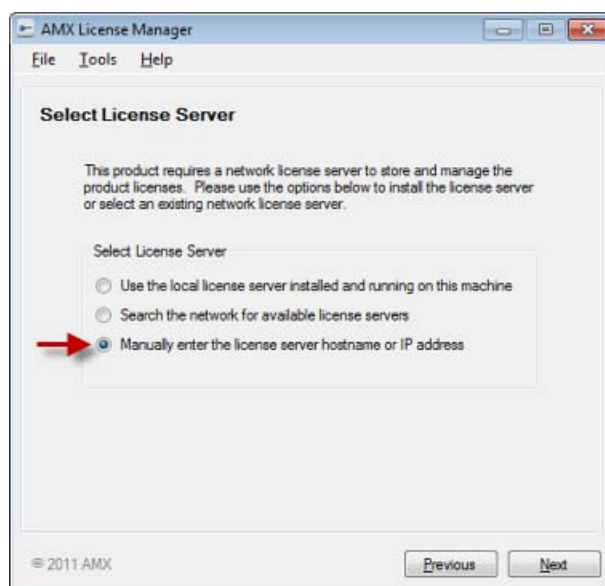 AMX License Manager
File Tools Help
Select License Server
This product requires a network license server to store and manage the
product licenses. Please use the options below to install the license server
or select an existing network license server.
Select License Server
Use the local license server installed and running on this machine
Search the network for available license servers
Manually enter the license server hostname or IP address
© 2011 AMX
Previous Next